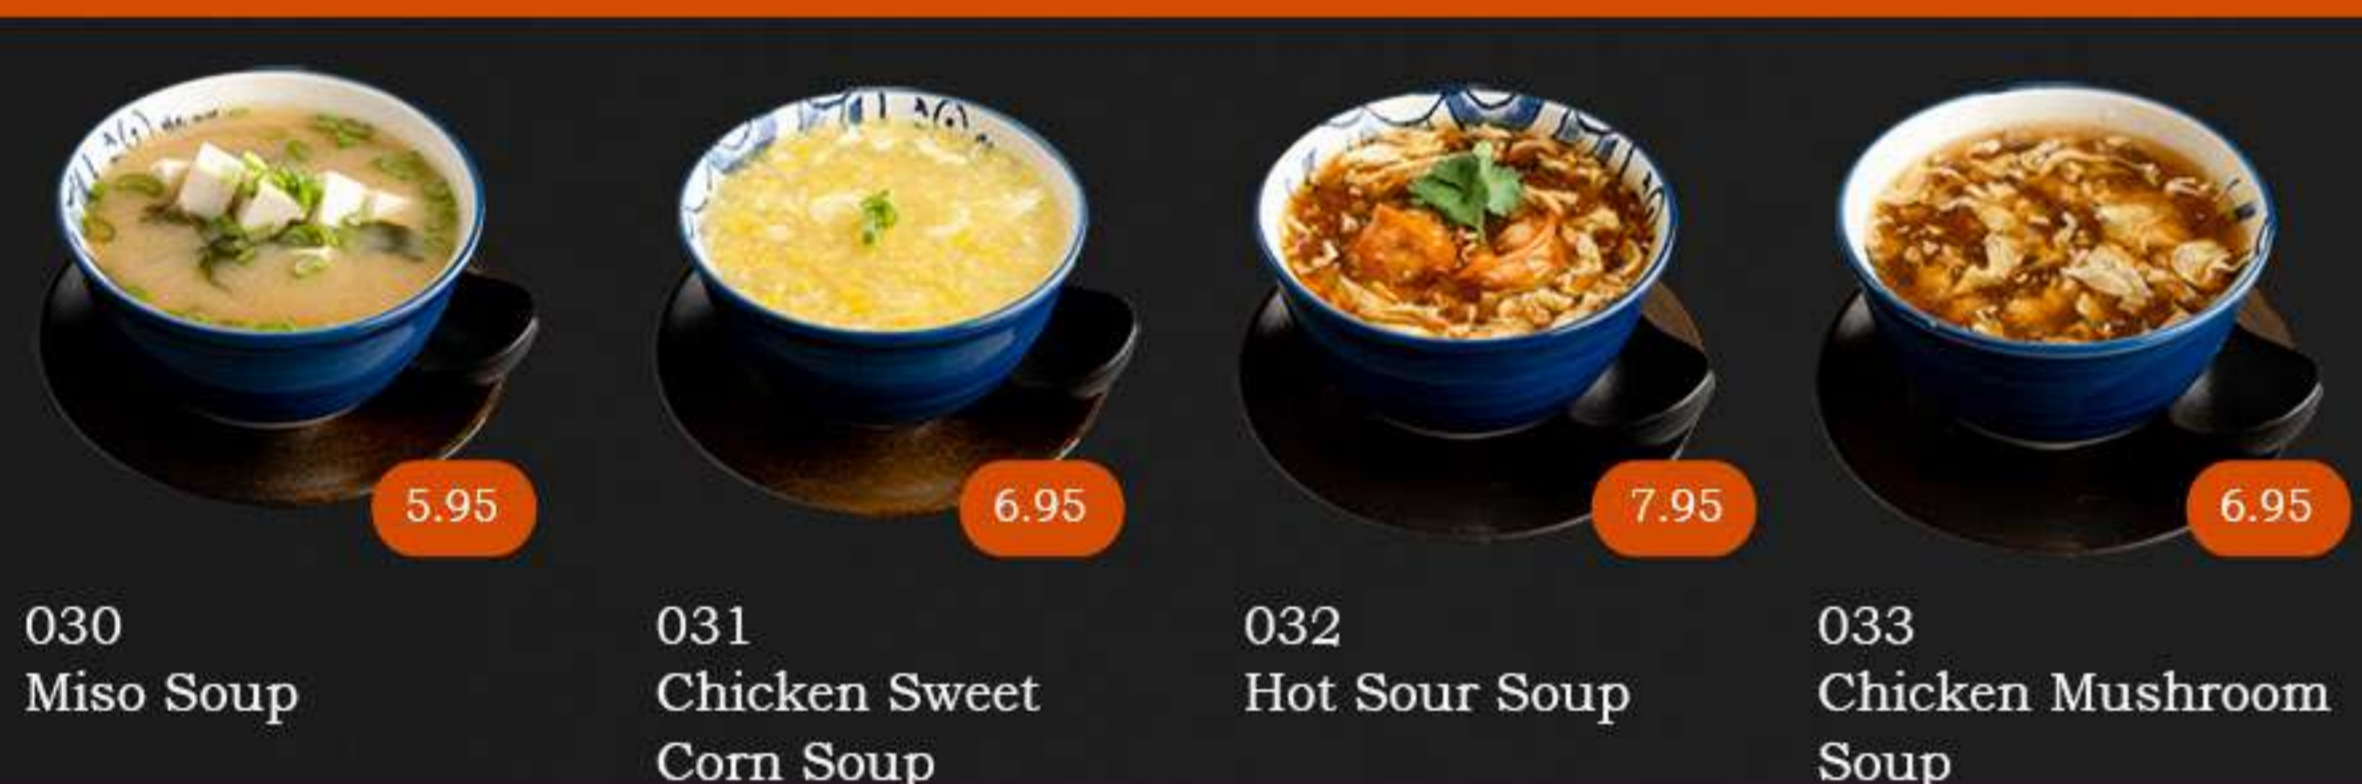 5.95
6.95
7.95
6.95
030
Miso Soup
031
Chicken Sweet
Corn Soup
032
Hot Sour Soup
033
Chicken Mushroom
Soup